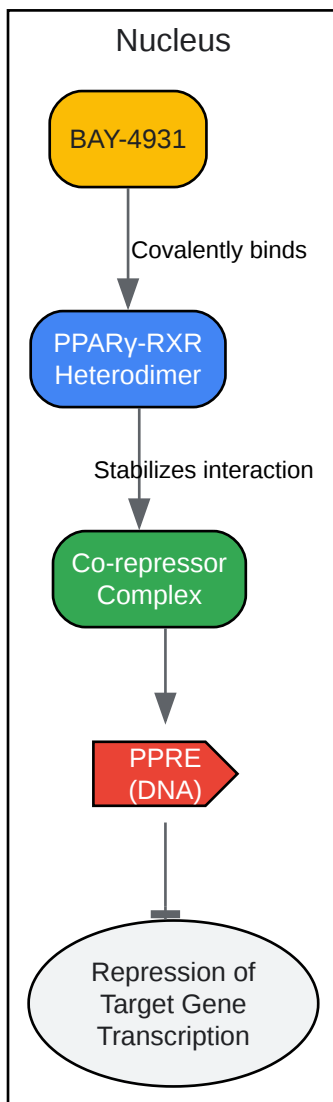 Nucleus
BAY-4931
Covalently binds
PPARγ-RXR
Heterodimer
Stabilizes interaction
Co-repressor
Complex
PPRE
(DNA)
Repression of
Target Gene
Transcription